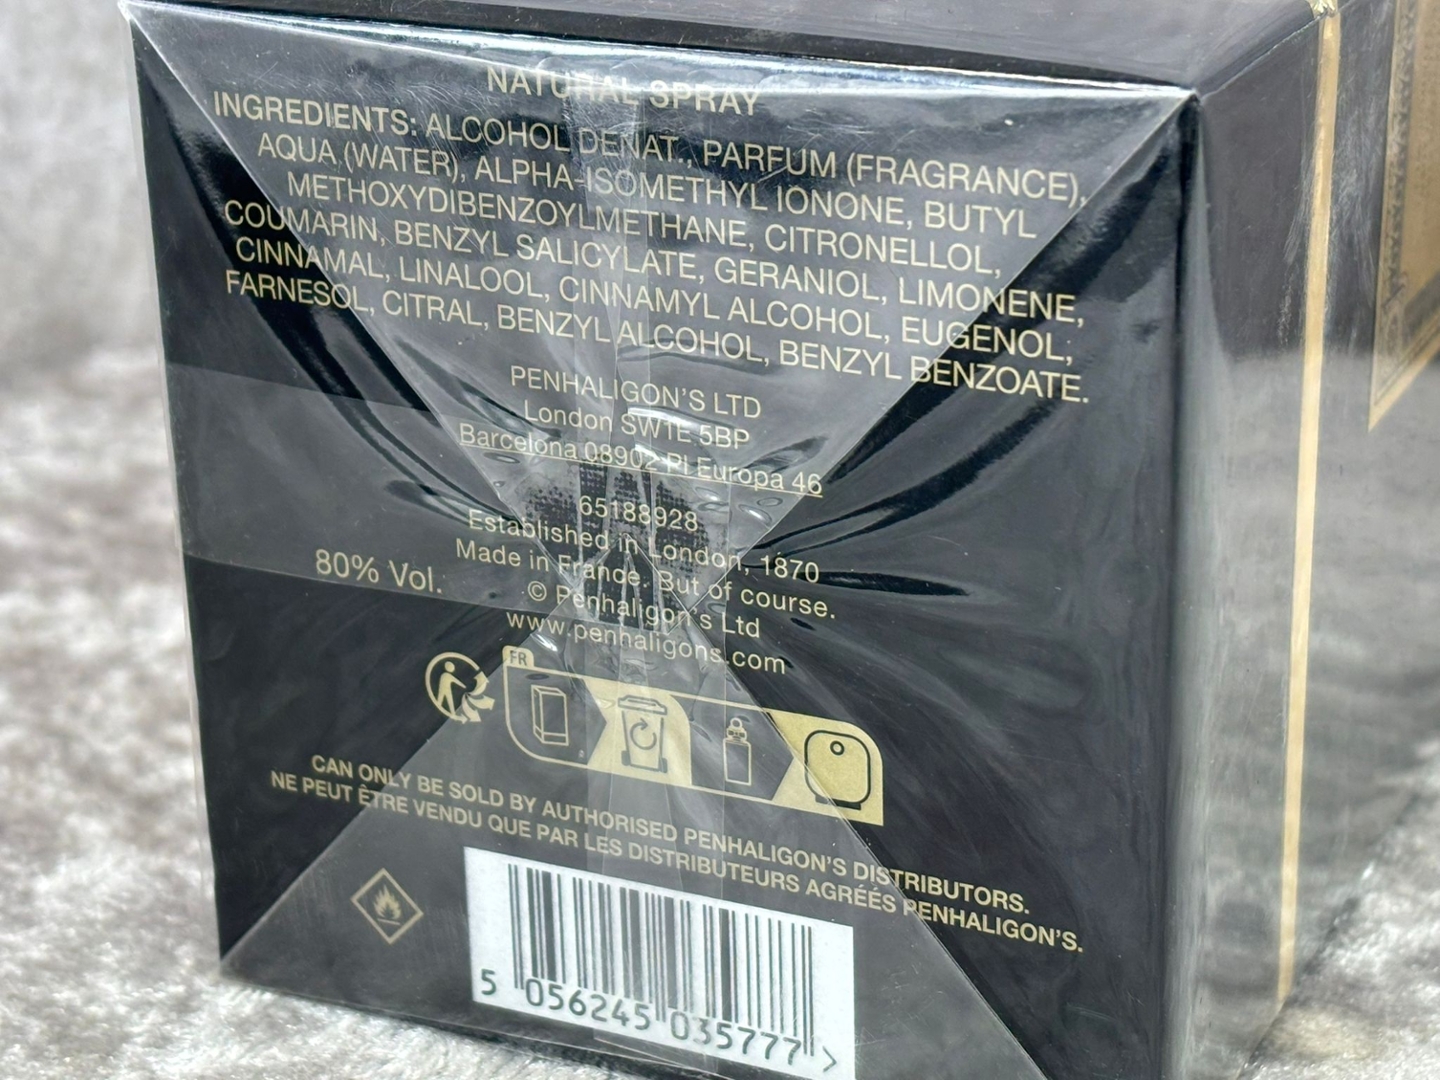 NATURAL SPRAY
INGREDIENTS: ALCOHOL DENAT., PARFUM (FRAGRANCE),
AQUA (WATER), ALPHA-ISOMETHYL IONONE, BUTYL
METHOXYDIBENZOYLMETHANE, CITRONELLOL,
COUMARIN, BENZYL SALICYLATE, GERANIOL, LIMONENE,
CINNAMAL, LINALOOL, CINNAMYL ALCOHOL, EUGENOL,
FARNESOL, CITRAL, BENZYL ALCOHOL, BENZYL BENZOATE.
PENHALIGON'S LTD
London SW1E 5BP
Barcelona 08902 Pl Europa 46
65188928
Established in London, 1870
Made in France. But of course.
80% Vol.
© Penhaligon's Ltd
www.penhaligons.com
FR
CAN ONLY BE SOLD BY AUTHORISED PENHALIGON'S DISTRIBUTORS.
NE PEUT ÊTRE VENDU QUE PAR LES DISTRIBUTEURS AGRÉÉS PENHALIGON'S.
5 056245 035777 >